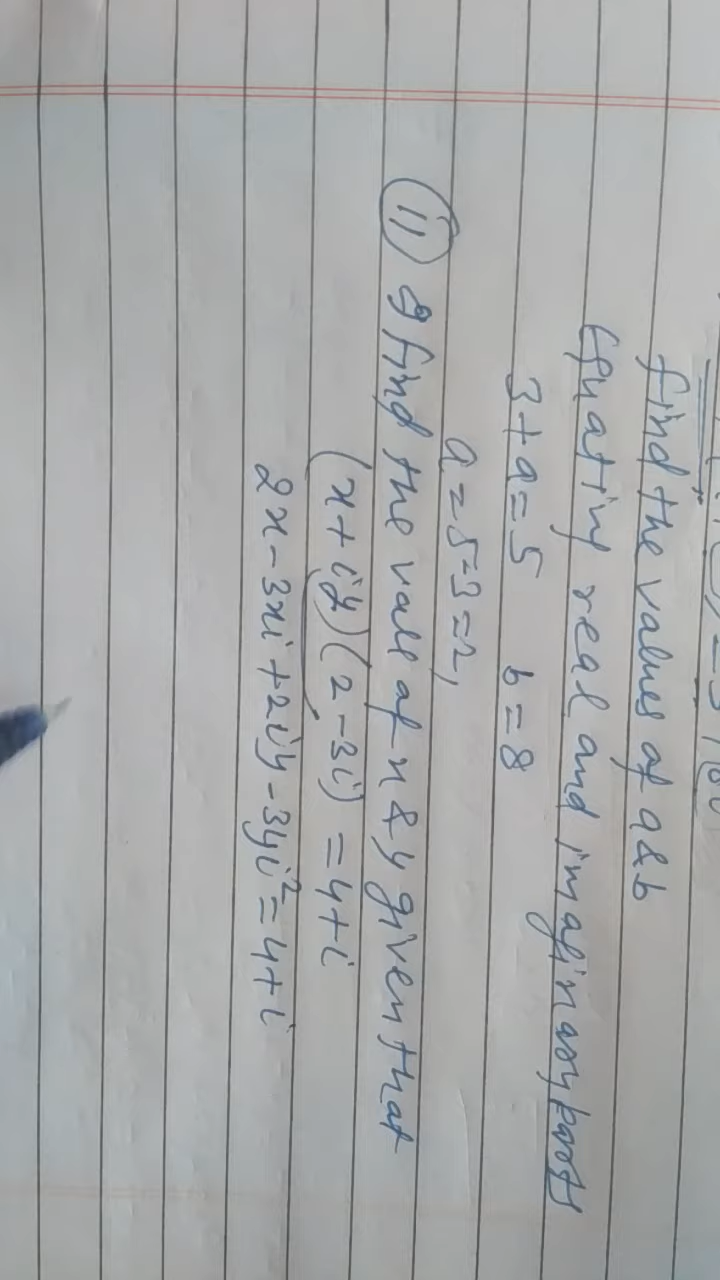 find the values of a&b
Equating real and imaginary parts
3+a=5 b=8
a=5-3=2,
ii) find the vale of x & y given that
(x+iy)(2-3i)=4+i
2x-3xi+2iy-3yi²=4+i